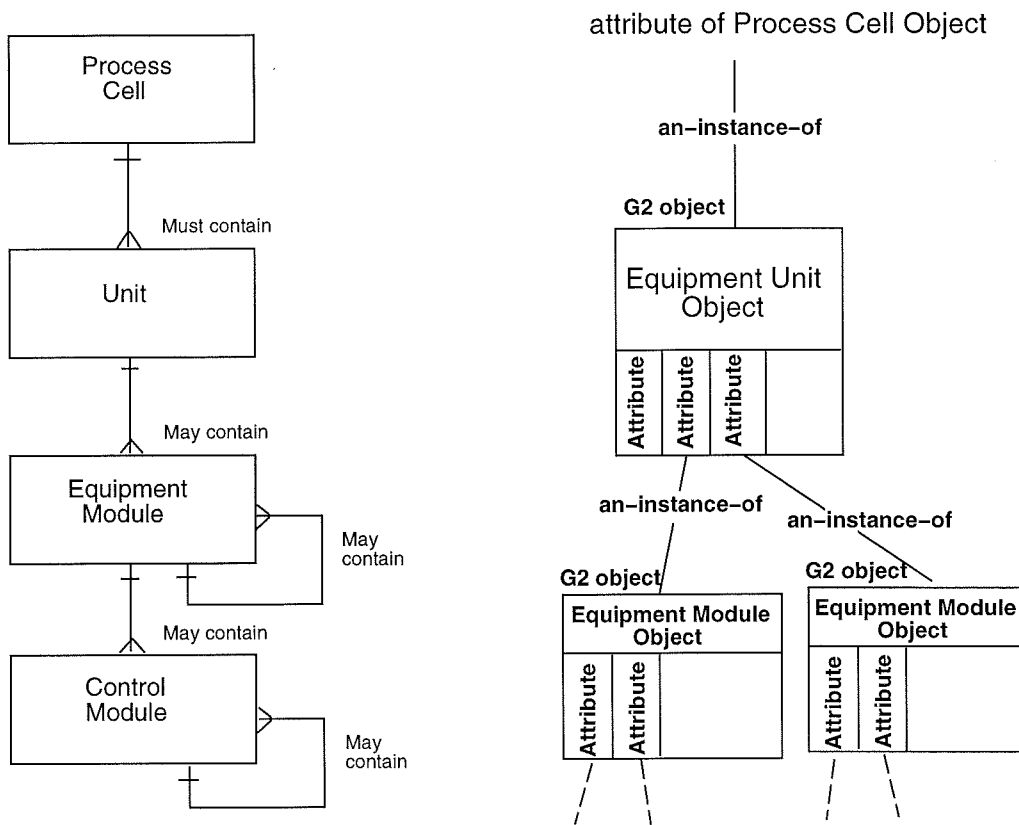 Process
Cell
Must contain
Unit
May contain
Equipment
Module
May
contain
May contain
Control
Module
May
contain
attribute of Process Cell Object
an-instance-of
G2 object
Equipment Unit
Object
Attribute
Attribute
Attribute
an-instance-of
an-instance-of
G2 object
Equipment Module
Object
Attribute
Attribute
G2 object
Equipment Module
Object
Attribute
Attribute